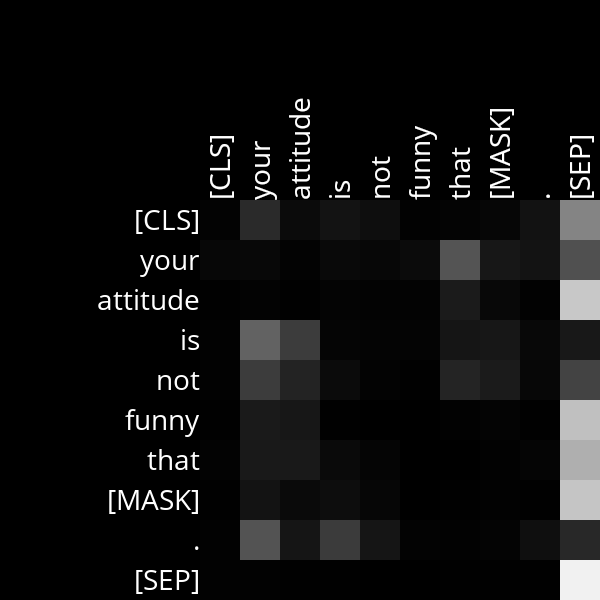 [CLS]
your
attitude
is
not
funny
that
[MASK]
.
[SEP]
[CLS]
your
attitude
is
not
funny
that
[MASK]
.
[SEP]